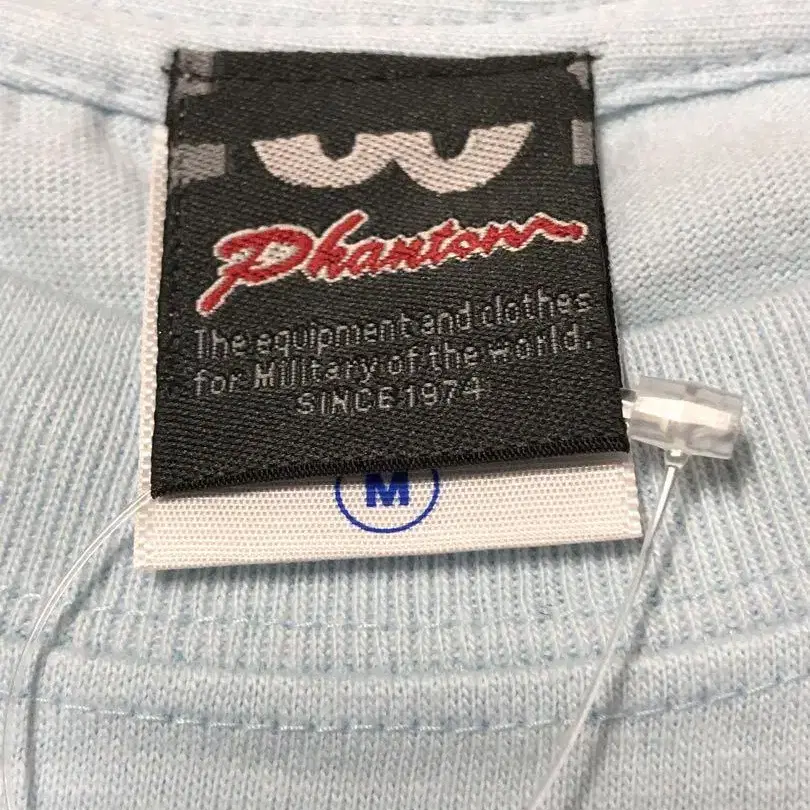 Phantom
The equipment and clothes
for Military of the world.
SINCE 1974
M